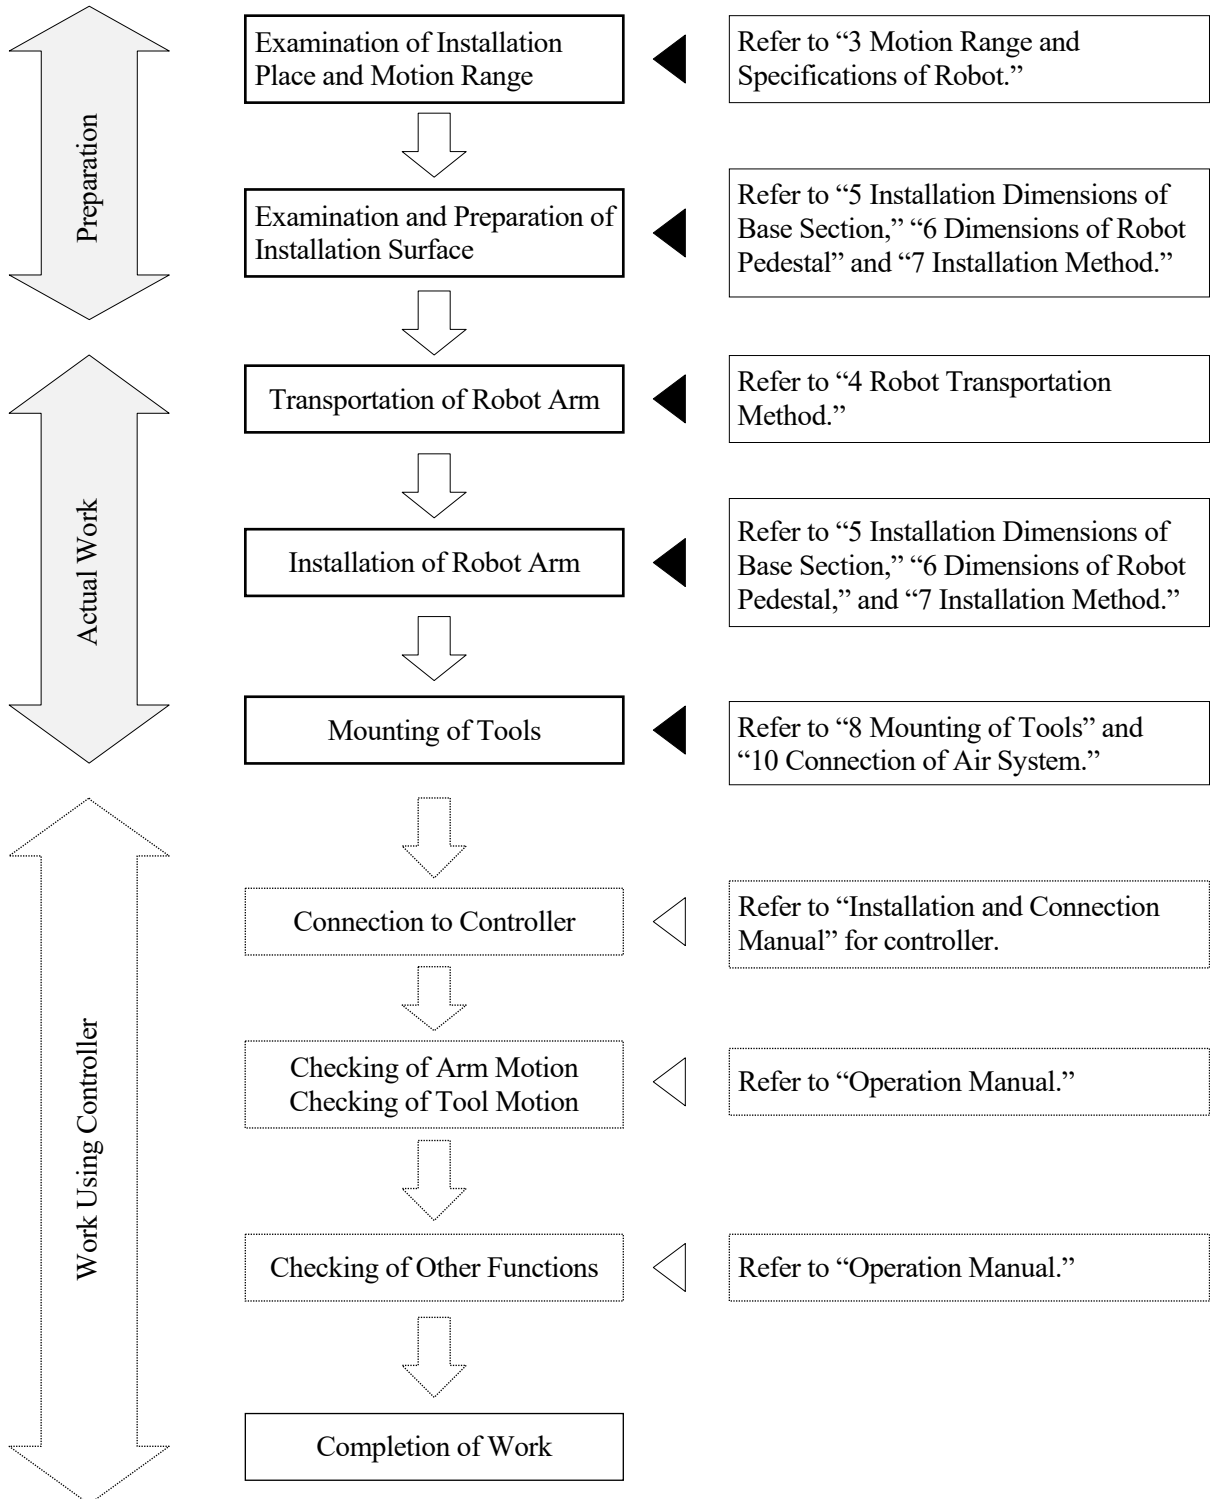 Preparation
Examination of Installation
Place and Motion Range
Refer to “3 Motion Range and
Specifications of Robot.”
Examination and Preparation of
Installation Surface
Refer to “5 Installation Dimensions of
Base Section,” “6 Dimensions of Robot
Pedestal” and “7 Installation Method.”
Actual Work
Transportation of Robot Arm
Refer to “4 Robot Transportation
Method.”
Installation of Robot Arm
Refer to “5 Installation Dimensions of
Base Section,” “6 Dimensions of Robot
Pedestal,” and “7 Installation Method.”
Mounting of Tools
Refer to “8 Mounting of Tools” and
“10 Connection of Air System.”
Work Using Controller
Connection to Controller
Refer to “Installation and Connection
Manual” for controller.
Checking of Arm Motion
Checking of Tool Motion
Refer to “Operation Manual.”
Checking of Other Functions
Refer to “Operation Manual.”
Completion of Work